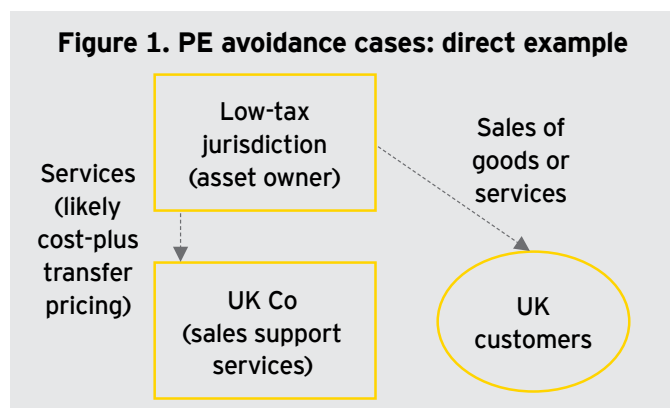 Figure 1. PE avoidance cases: direct example
Low-tax
jurisdiction
(asset owner)
Sales of
goods or
services
Services
(likely
cost-plus
transfer
pricing)
UK Co
(sales support
services)
UK
customers